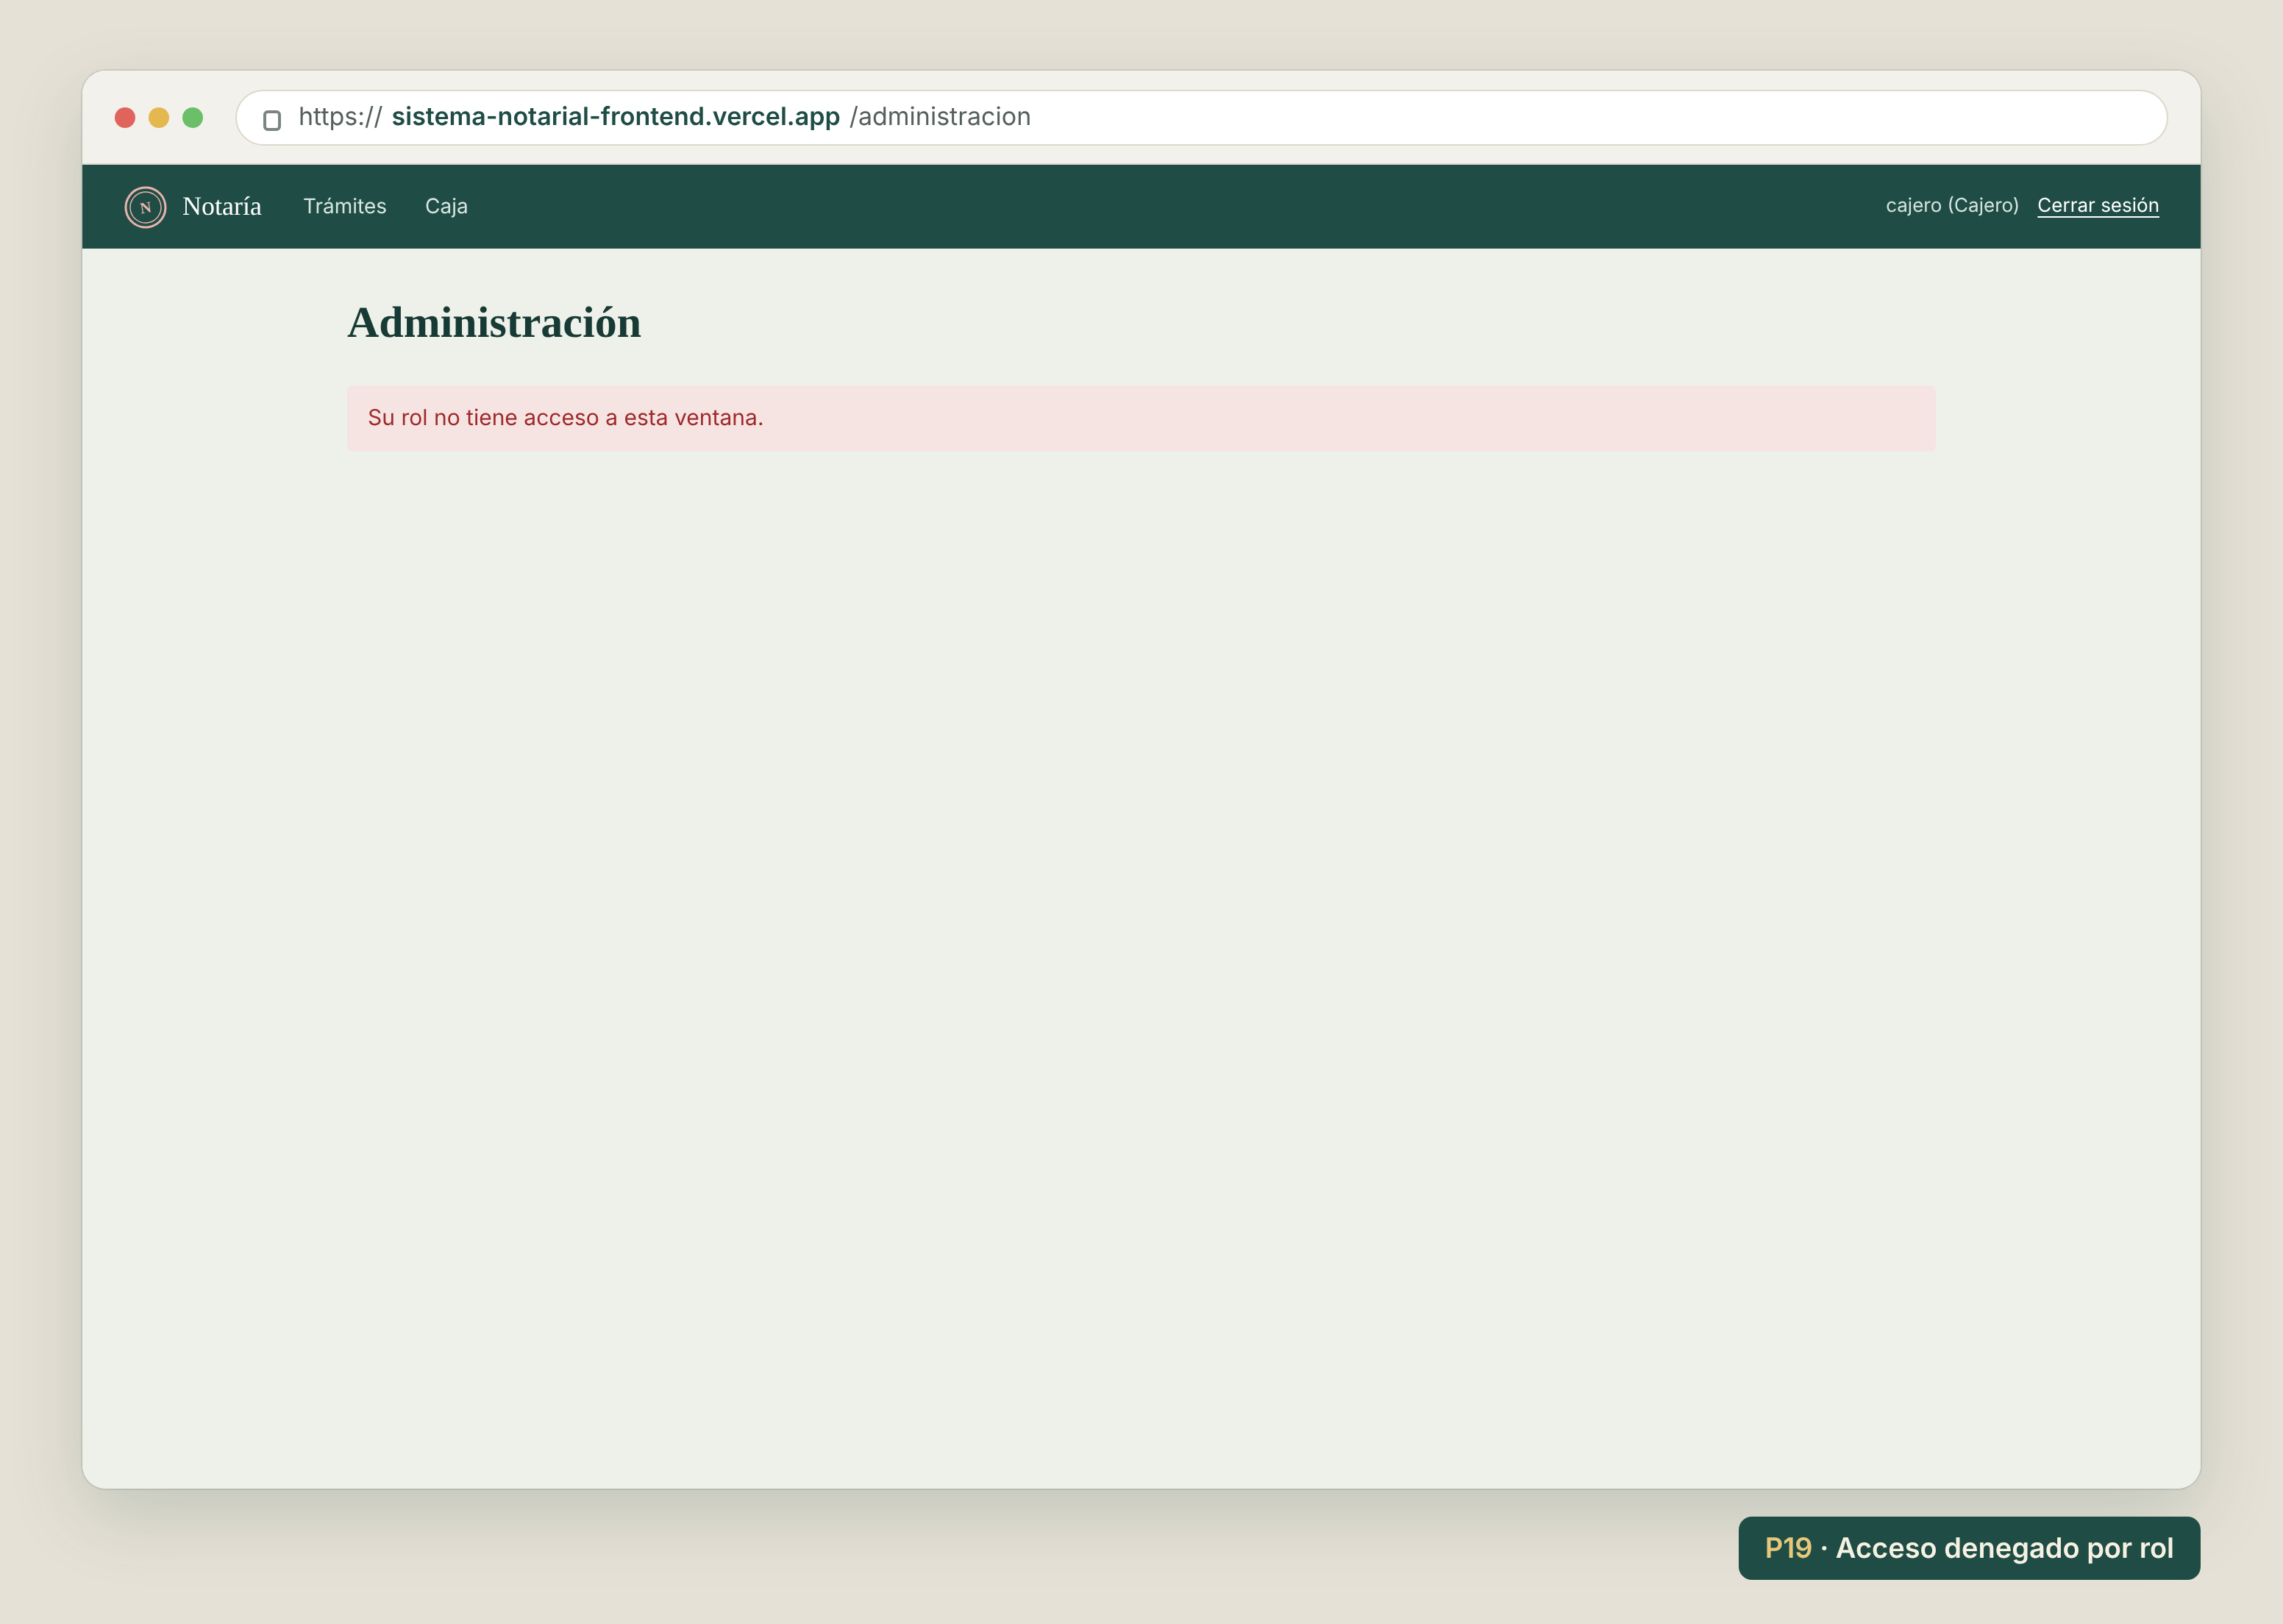 https:// sistema-notarial-frontend.vercel.app /administracion
N Notaría Trámites Caja cajero (Cajero) Cerrar sesión
Administración
Su rol no tiene acceso a esta ventana.
P19 · Acceso denegado por rol